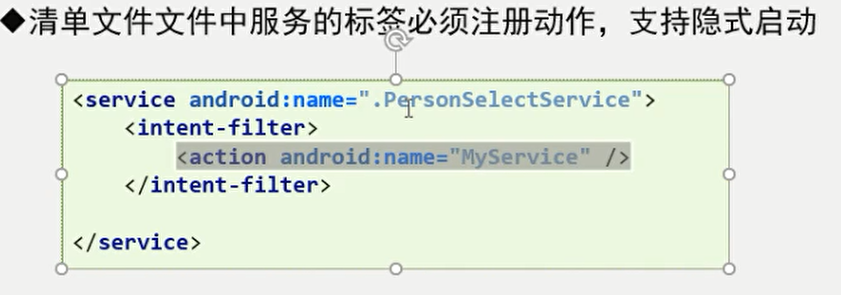 ◆清单文件文件中服务的标签必须注册动作，支持隐式启动
<service android:name=".PersonSelectService">
<intent-filter>
<action android:name="MyService" />
</intent-filter>
</service>